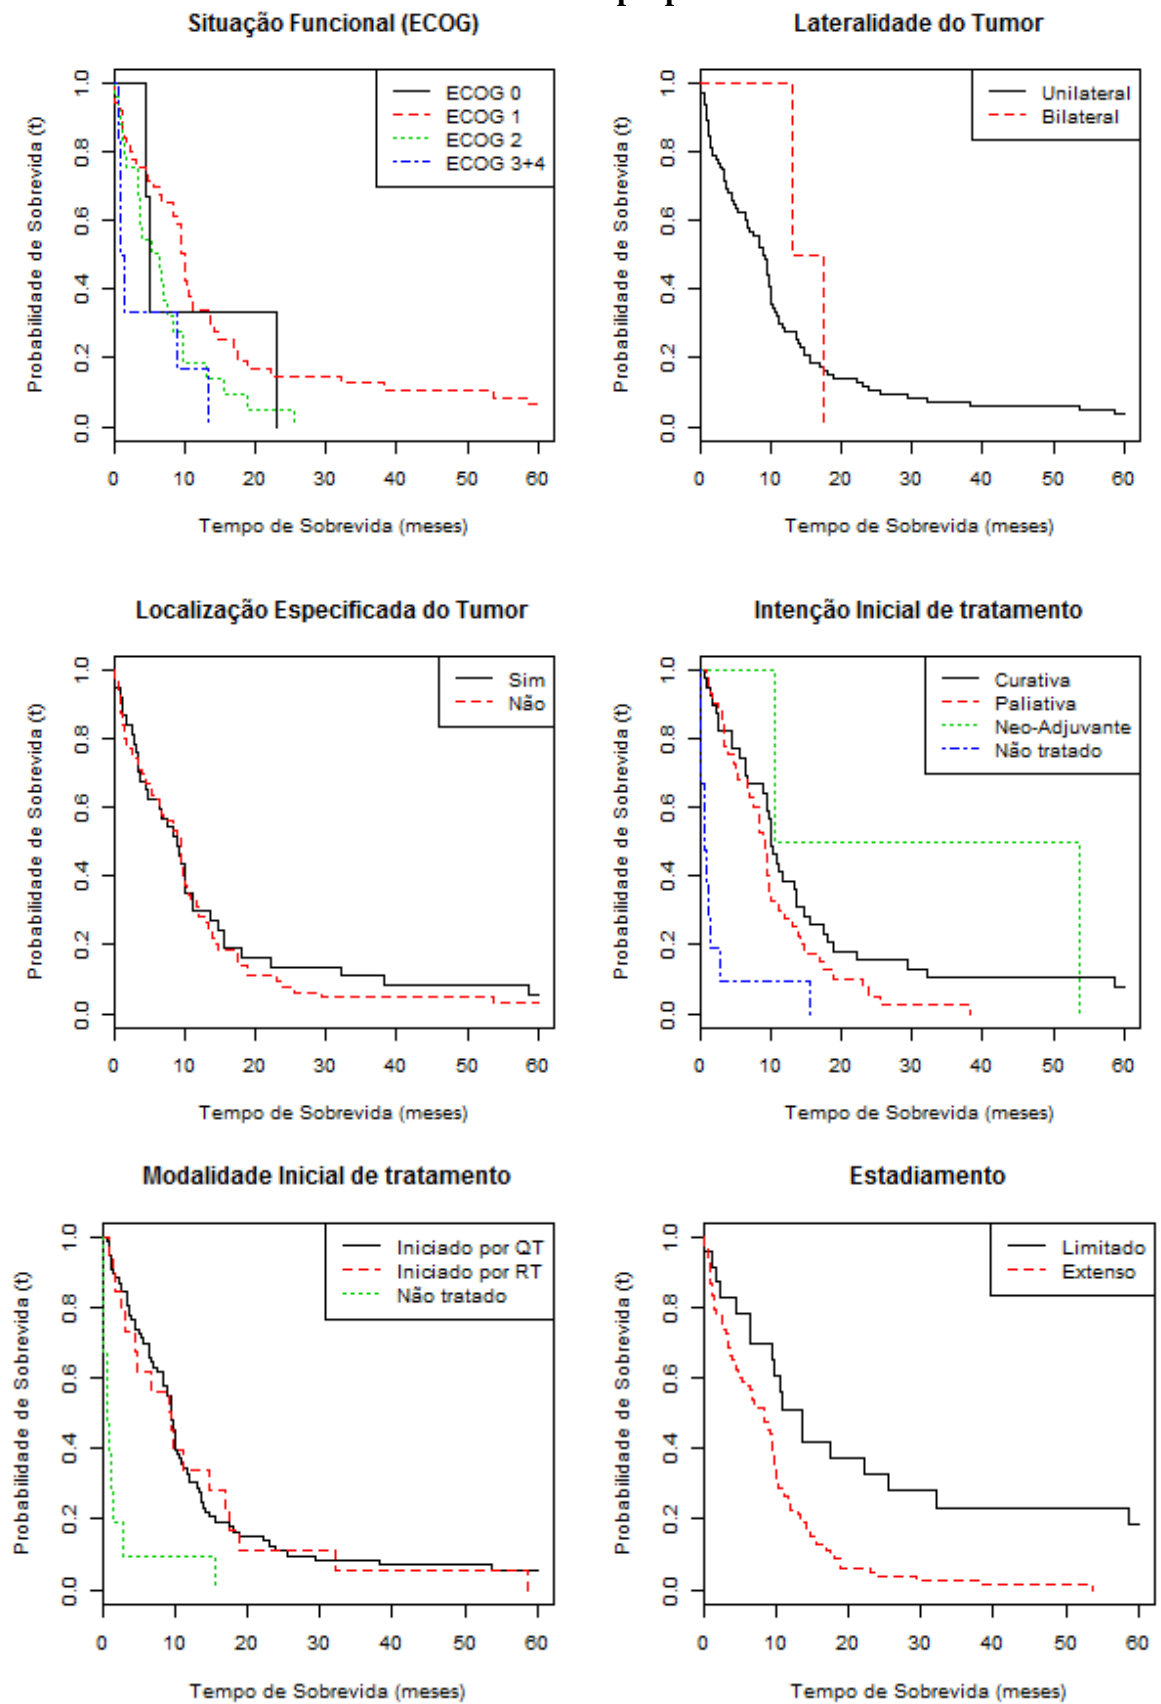 Situação Funcional (ECOG)
Probabilidade de Sobrevida (t)
1.0
0.8
0.6
0.4
0.2
0.0
ECOG 0
ECOG 1
ECOG 2
ECOG 3+4
0 10 20 30 40 50 60
Tempo de Sobrevida (meses)
Lateralidade do Tumor
Probabilidade de Sobrevida (t)
1.0
0.8
0.6
0.4
0.2
0.0
Unilateral
Bilateral
0 10 20 30 40 50 60
Tempo de Sobrevida (meses)
Localização Especificada do Tumor
Probabilidade de Sobrevida (t)
1.0
0.8
0.6
0.4
0.2
0.0
Sim
Não
0 10 20 30 40 50 60
Tempo de Sobrevida (meses)
Intenção Inicial de tratamento
Probabilidade de Sobrevida (t)
1.0
0.8
0.6
0.4
0.2
0.0
Curativa
Paliativa
Neo-Adjuvante
Não tratado
0 10 20 30 40 50 60
Tempo de Sobrevida (meses)
Modalidade Inicial de tratamento
Probabilidade de Sobrevida (t)
1.0
0.8
0.6
0.4
0.2
0.0
Iniciado por QT
Iniciado por RT
Não tratado
0 10 20 30 40 50 60
Tempo de Sobrevida (meses)
Estadiamento
Probabilidade de Sobrevida (t)
1.0
0.8
0.6
0.4
0.2
0.0
Limitado
Extenso
0 10 20 30 40 50 60
Tempo de Sobrevida (meses)